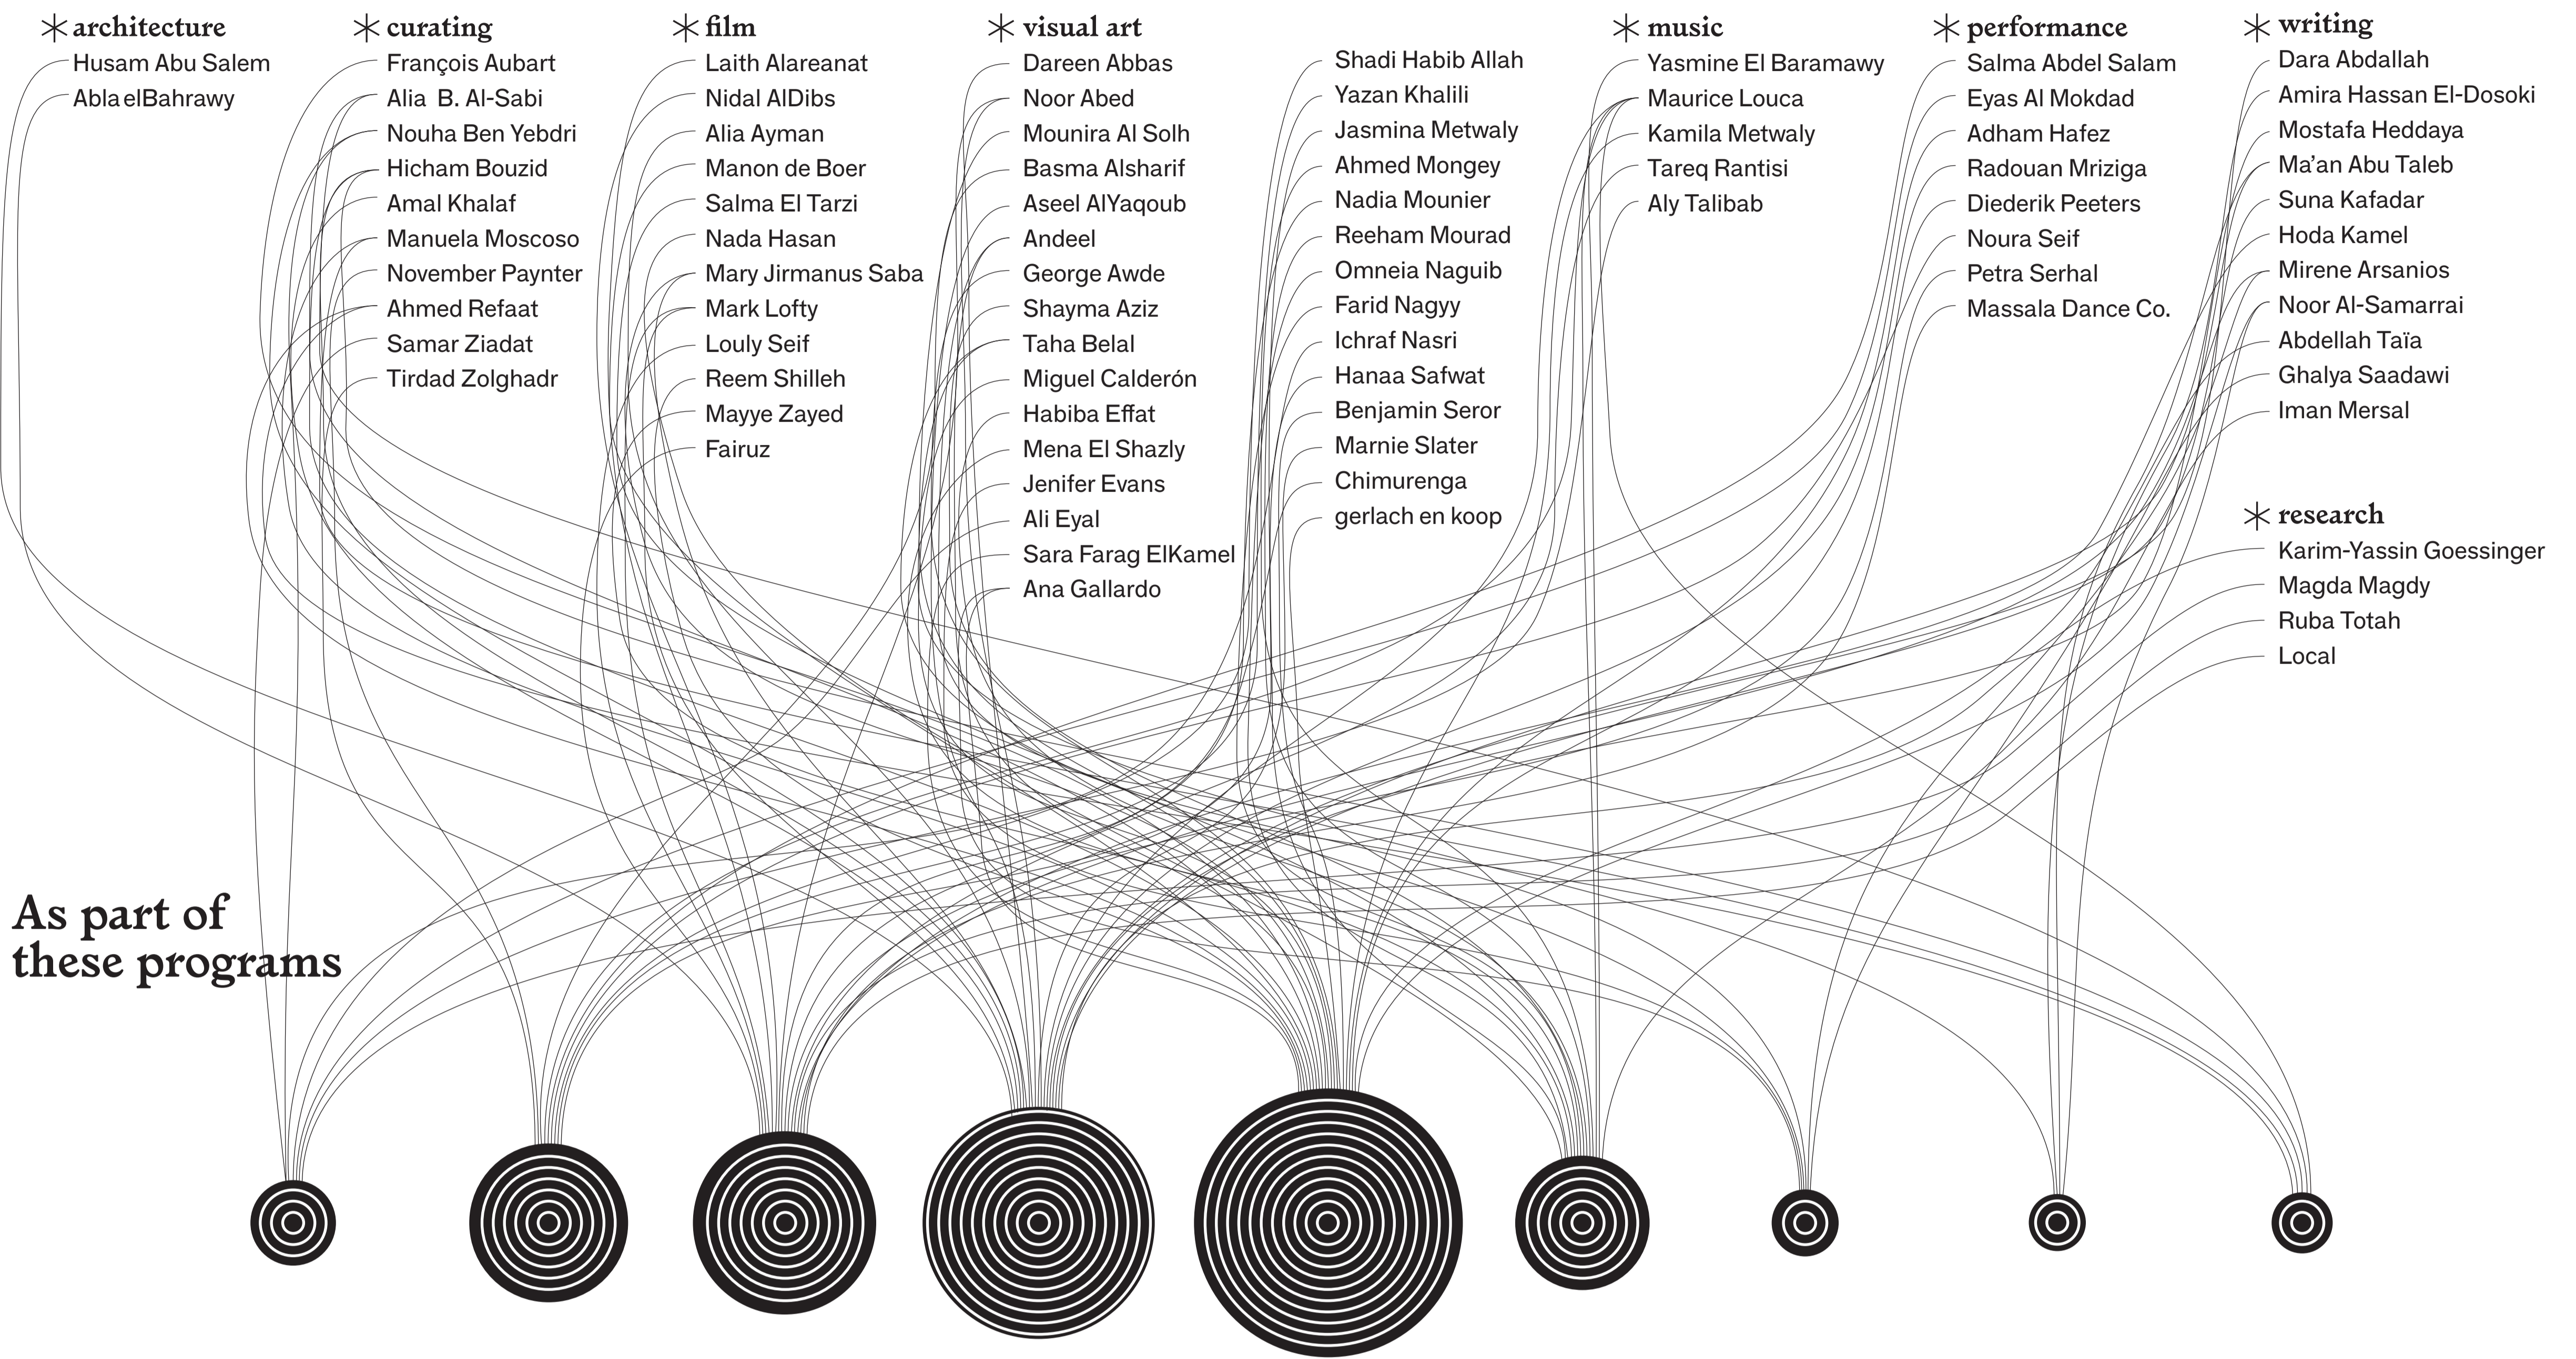 architecture
Husam Abu Salem
Abla elBahrawy
curating
François Aubart
Alia B. Al-Sabi
Nouha Ben Yebdri
Hicham Bouzid
Amal Khalaf
Manuela Moscoso
November Paynter
Ahmed Refaat
Samar Ziadat
Tirdad Zolghadr
film
Laith Alareanat
Nidal AlDibs
Alia Ayman
Manon de Boer
Salma El Tarzi
Nada Hasan
Mary Jirmanus Saba
Mark Lofty
Louly Seif
Reem Shilleh
Mayye Zayed
Fairuz
visual art
Dareen Abbas
Noor Abed
Mounira Al Solh
Basma Alsharif
Aseel AlYaqoub
Andeel
George Awde
Shayma Aziz
Taha Belal
Miguel Calderón
Habiba Effat
Mena El Shazly
Jenifer Evans
Ali Eyal
Sara Farag ElKamel
Ana Gallardo
Shadi Habib Allah
Yazan Khalili
Jasmina Metwaly
Ahmed Mongey
Nadia Mounier
Reeham Mourad
Omneia Naguib
Farid Nagyy
Ichraf Nasri
Hanaa Safwat
Benjamin Seror
Marnie Slater
Chimurenga
gerlach en koop
music
Yasmine El Baramawy
Maurice Louca
Kamila Metwaly
Tareq Rantisi
Aly Talibab
performance
Salma Abdel Salam
Eyas Al Mokdad
Adham Hafez
Radouan Mriziga
Diederik Peeters
Noura Seif
Petra Serhal
Massala Dance Co.
writing
Dara Abdallah
Amira Hassan El-Dosoki
Mostafa Heddaya
Ma’an Abu Taleb
Suna Kafadar
Hoda Kamel
Mirene Arsanios
Noor Al-Samarrai
Abdellah Taïa
Ghalya Saadawi
Iman Mersal
research
Karim-Yassin Goessinger
Magda Magdy
Ruba Totah
Local
As part of
these programs